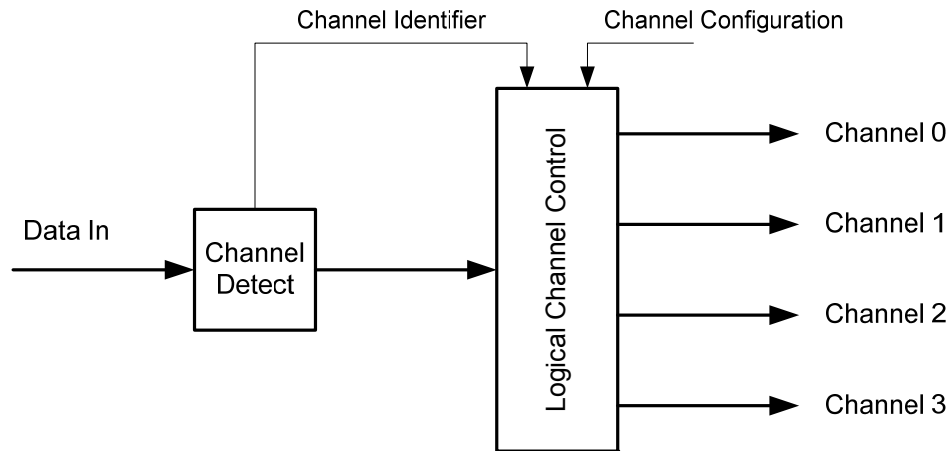 Channel Identifier
Channel Configuration
Data In
Channel
Detect
Logical Channel Control
Channel 0
Channel 1
Channel 2
Channel 3